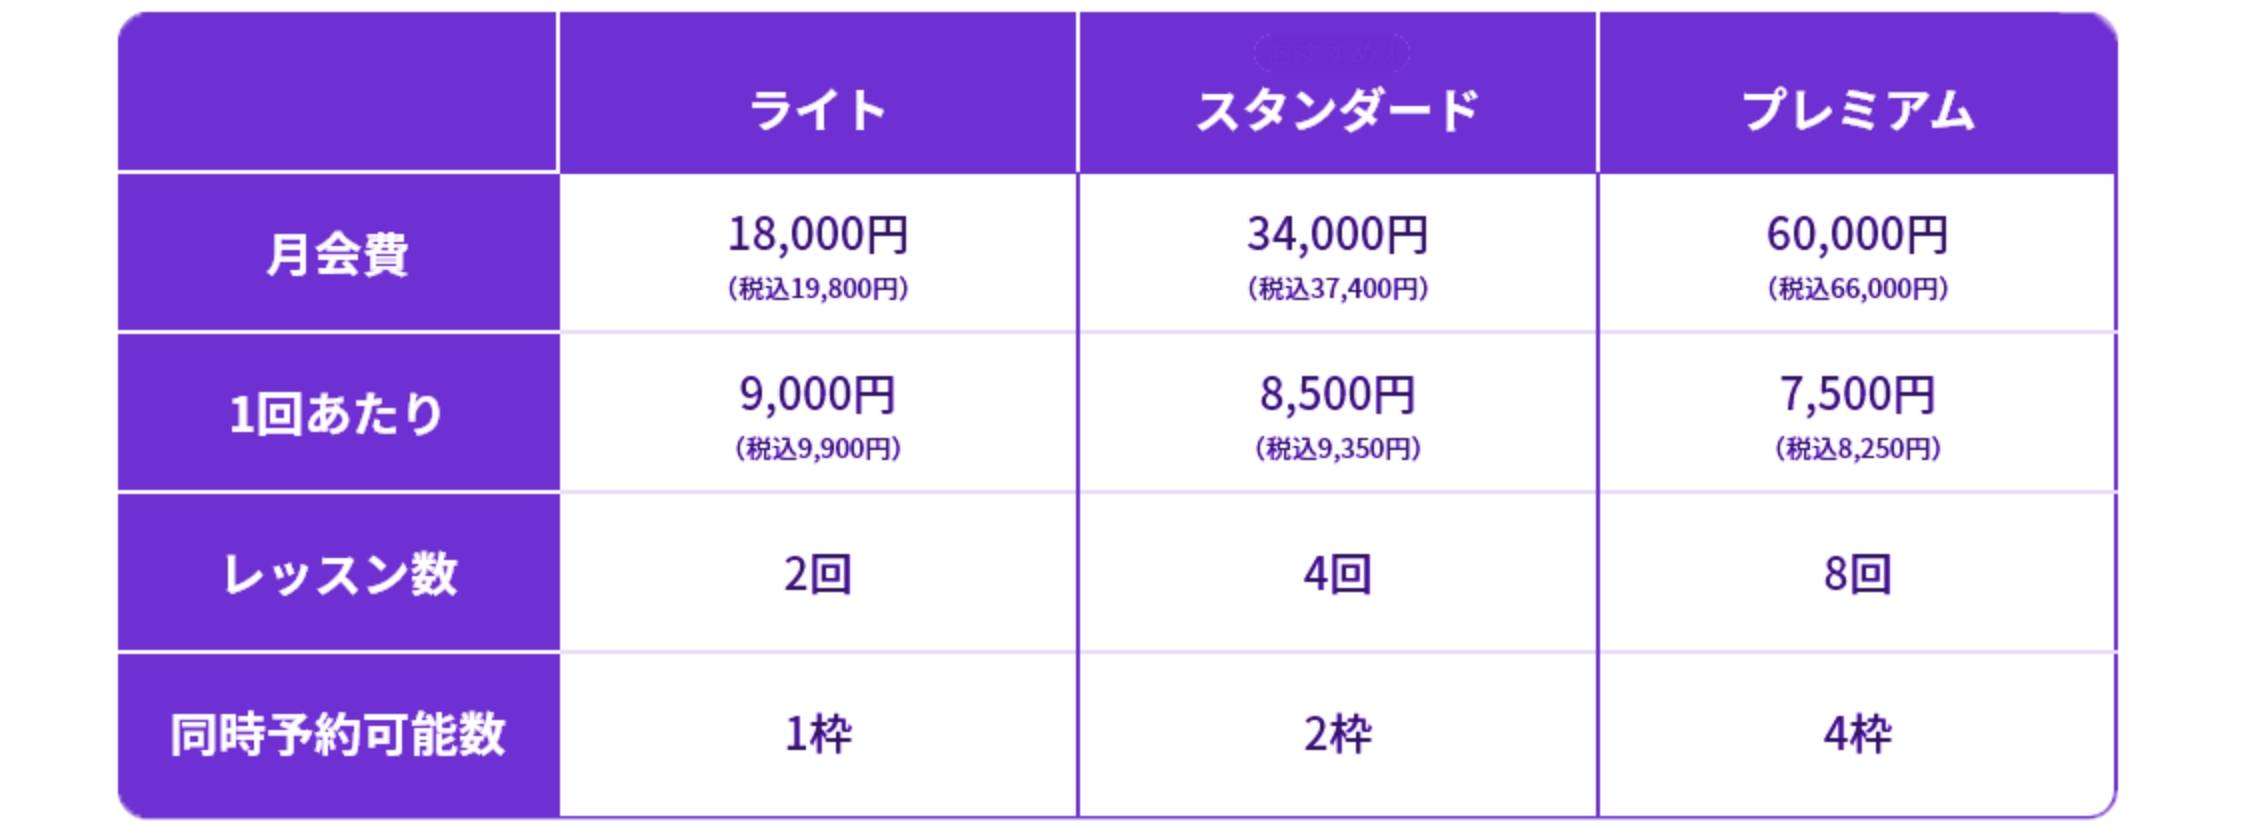 ライト スタンダード プレミアム
月会費 18,000円 34,000円 60,000円
（税込19,800円） （税込37,400円） （税込66,000円）
1回あたり 9,000円 8,500円 7,500円
（税込9,900円） （税込9,350円） （税込8,250円）
レッスン数 2回 4回 8回
同時予約可能数 1枠 2枠 4枠